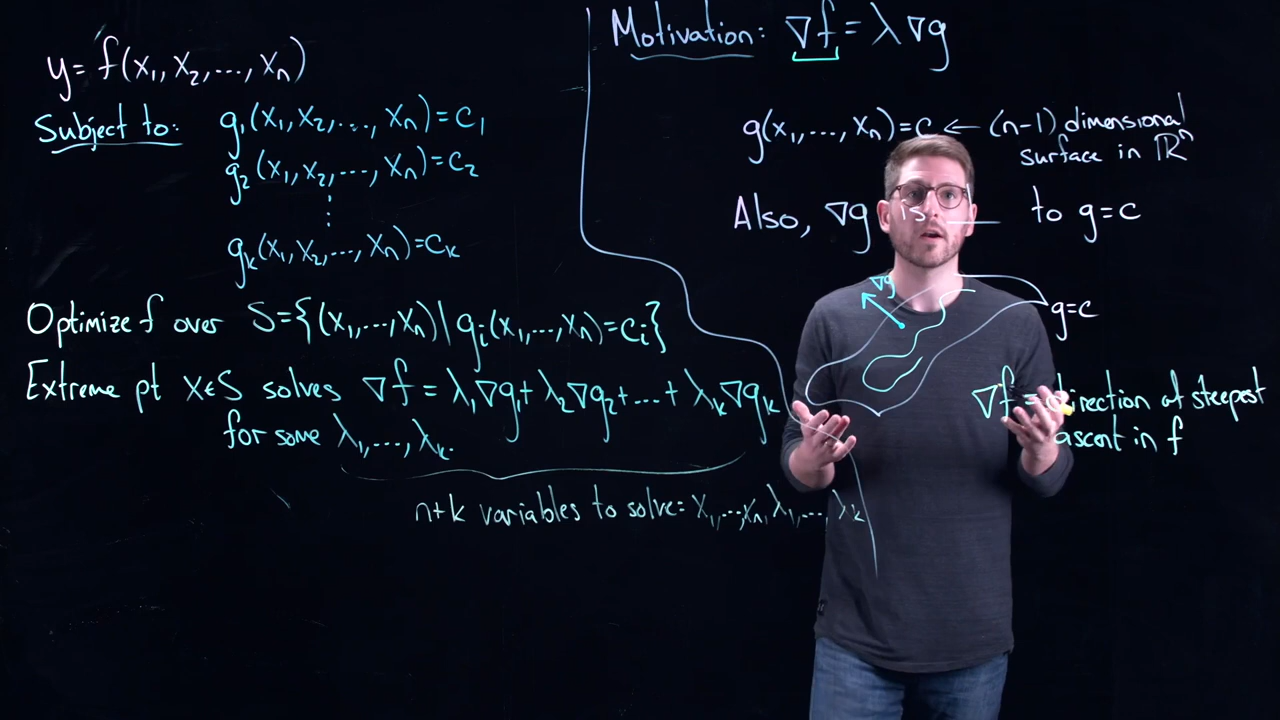 y = f(x₁, x₂, ..., xₙ)
Subject to: g₁(x₁, x₂, ..., xₙ) = c₁
g₂(x₁, x₂, ..., xₙ) = c₂
⋮
gₖ(x₁, x₂, ..., xₙ) = cₖ
Optimize f over S = {(x₁, ..., xₙ) | gᵢ(x₁, ..., xₙ) = cᵢ}
Extreme pt x∈S solves ∇f = λ₁∇g₁ + λ₂∇g₂ + ... + λₖ∇gₖ
for some λ₁, ..., λₖ.
n+k variables to solve: x₁, ..., xₙ, λ₁, ..., λₖ
Motivation: ∇f = λ∇g
g(x₁, ..., xₙ) = c ← (n-1) dimensional
surface in ℝⁿ
Also, ∇g is to g=c
∇g
g=c
∇f = direction of steepest
ascent in f